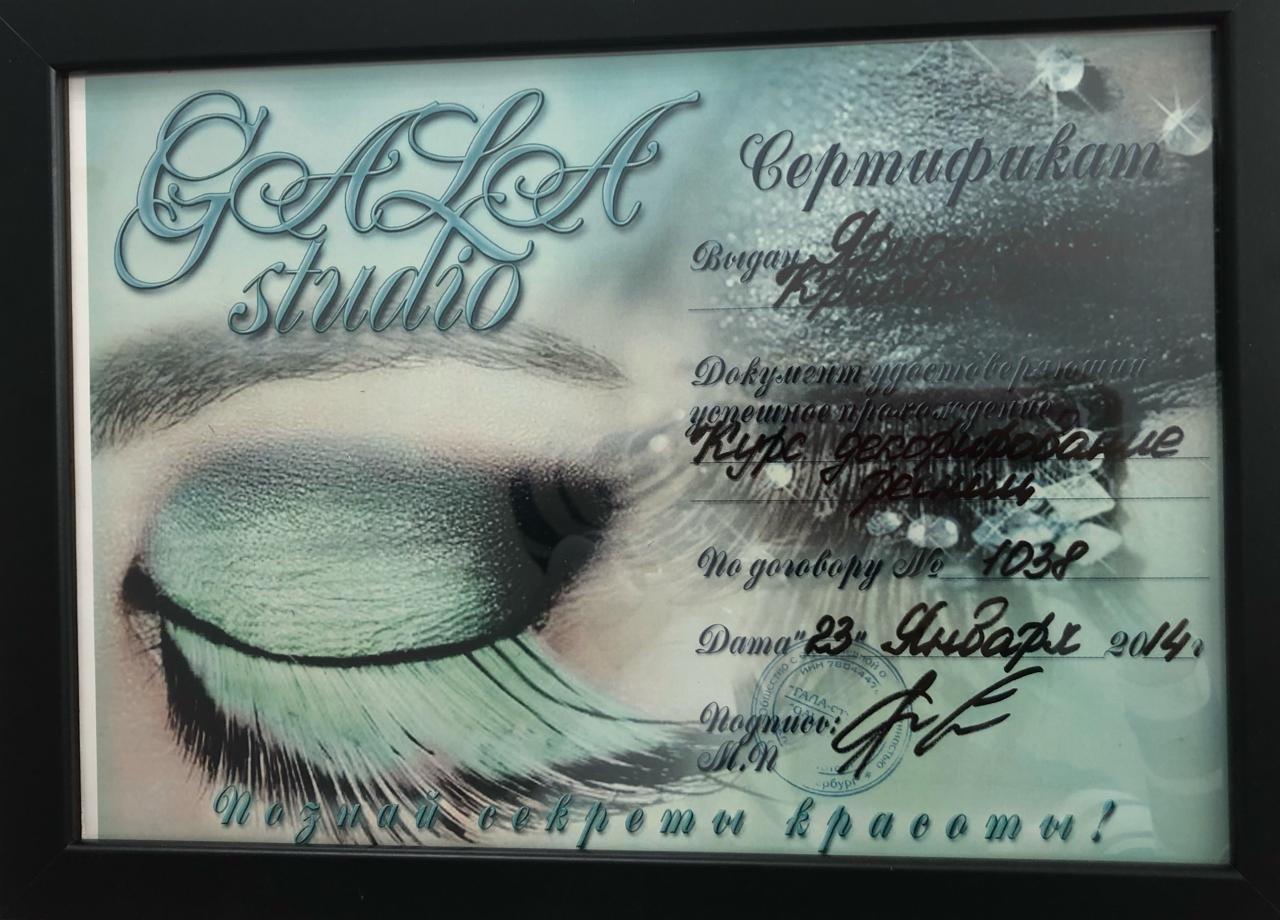 GALA
studio
Сертификат
Выдан
Документ удостоверяющий
успешное прохождение
Курс декорирование
ресниц
По договору № 1038
Дата "23" Января 2014 г
Подпись:
М.П
Познай секреты красоты!